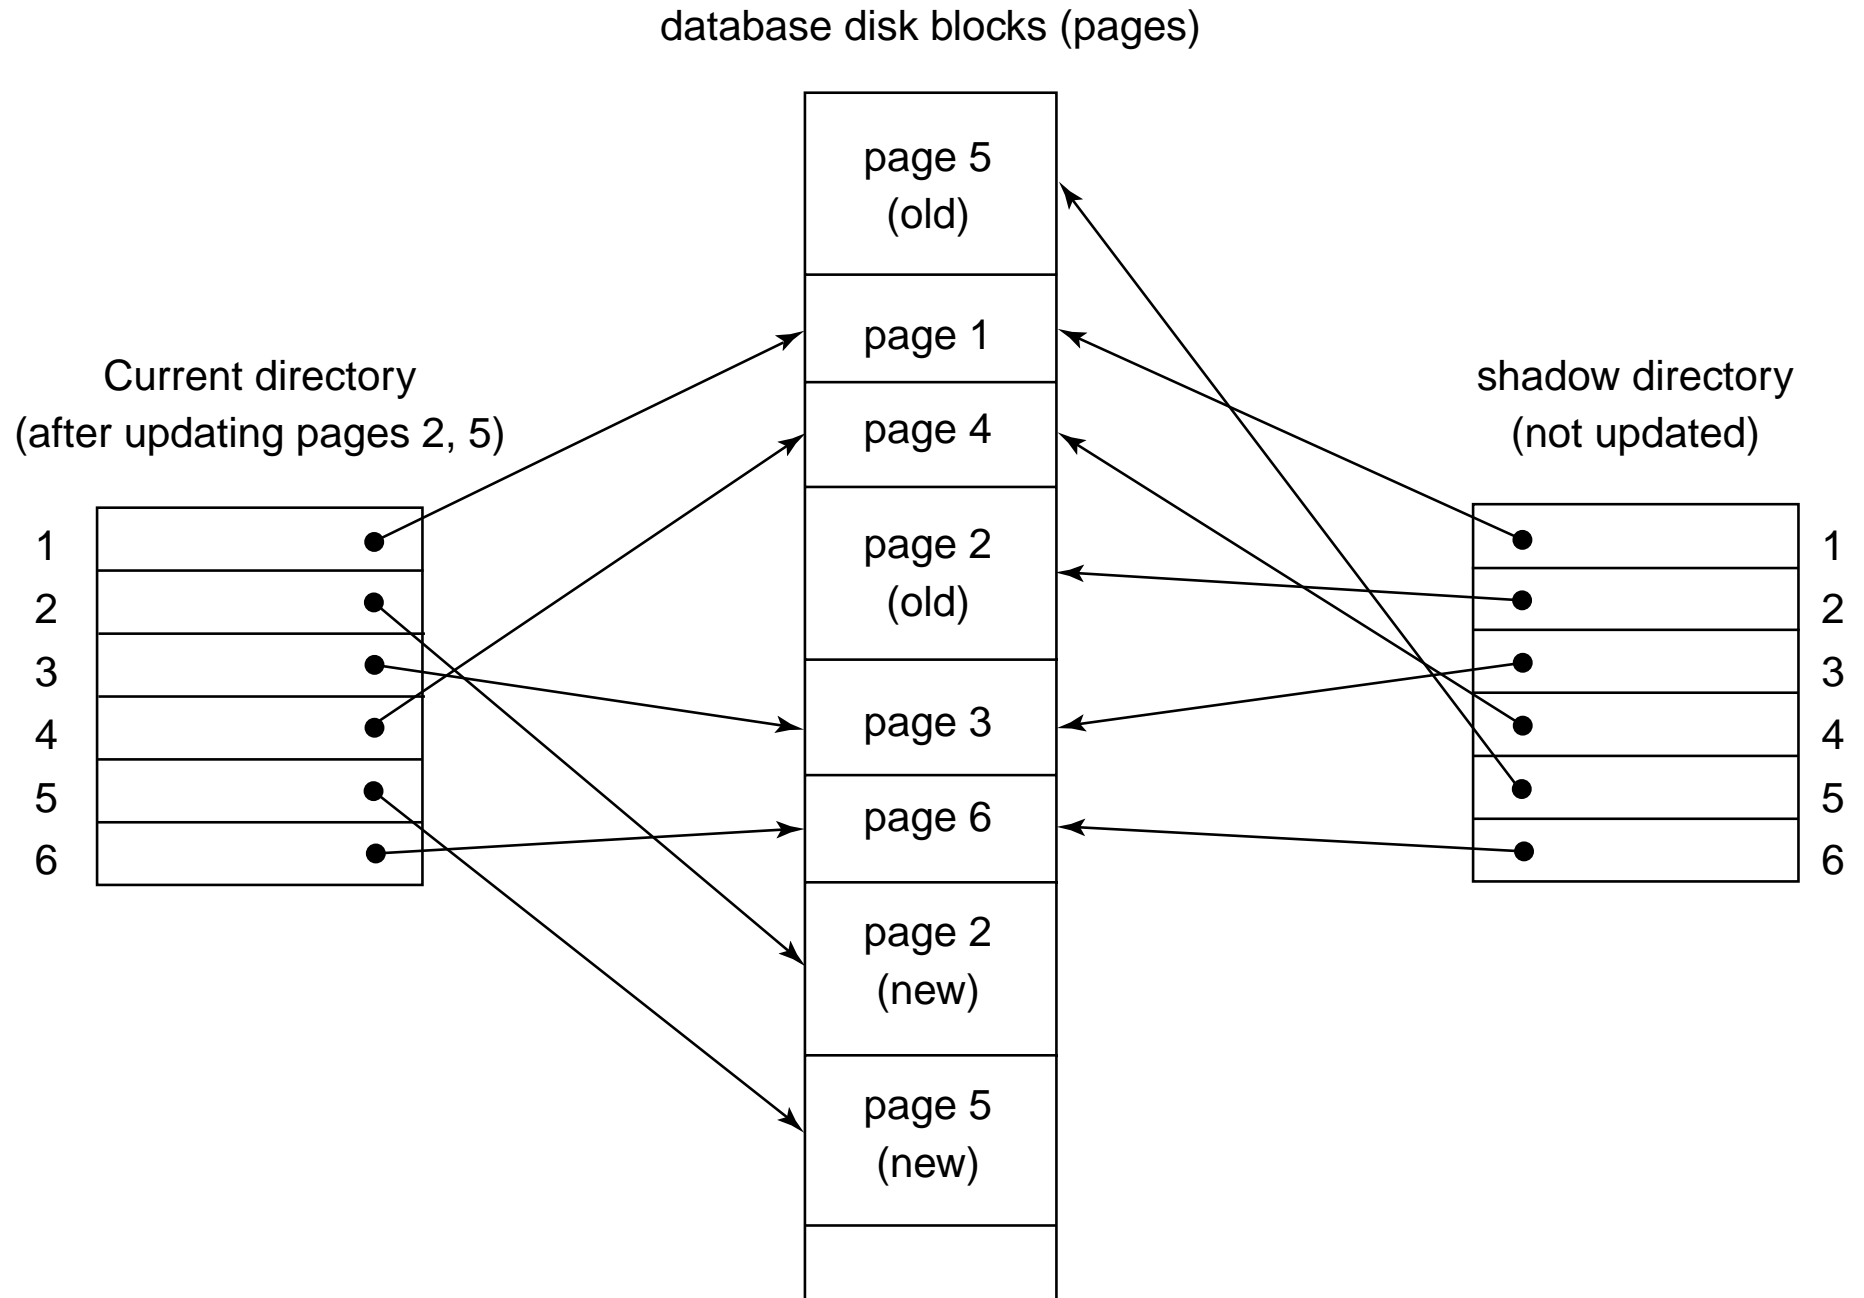 database disk blocks (pages)
Current directory
(after updating pages 2, 5)
1
2
3
4
5
6
page 5
(old)
page 1
page 4
page 2
(old)
page 3
page 6
page 2
(new)
page 5
(new)
shadow directory
(not updated)
1
2
3
4
5
6